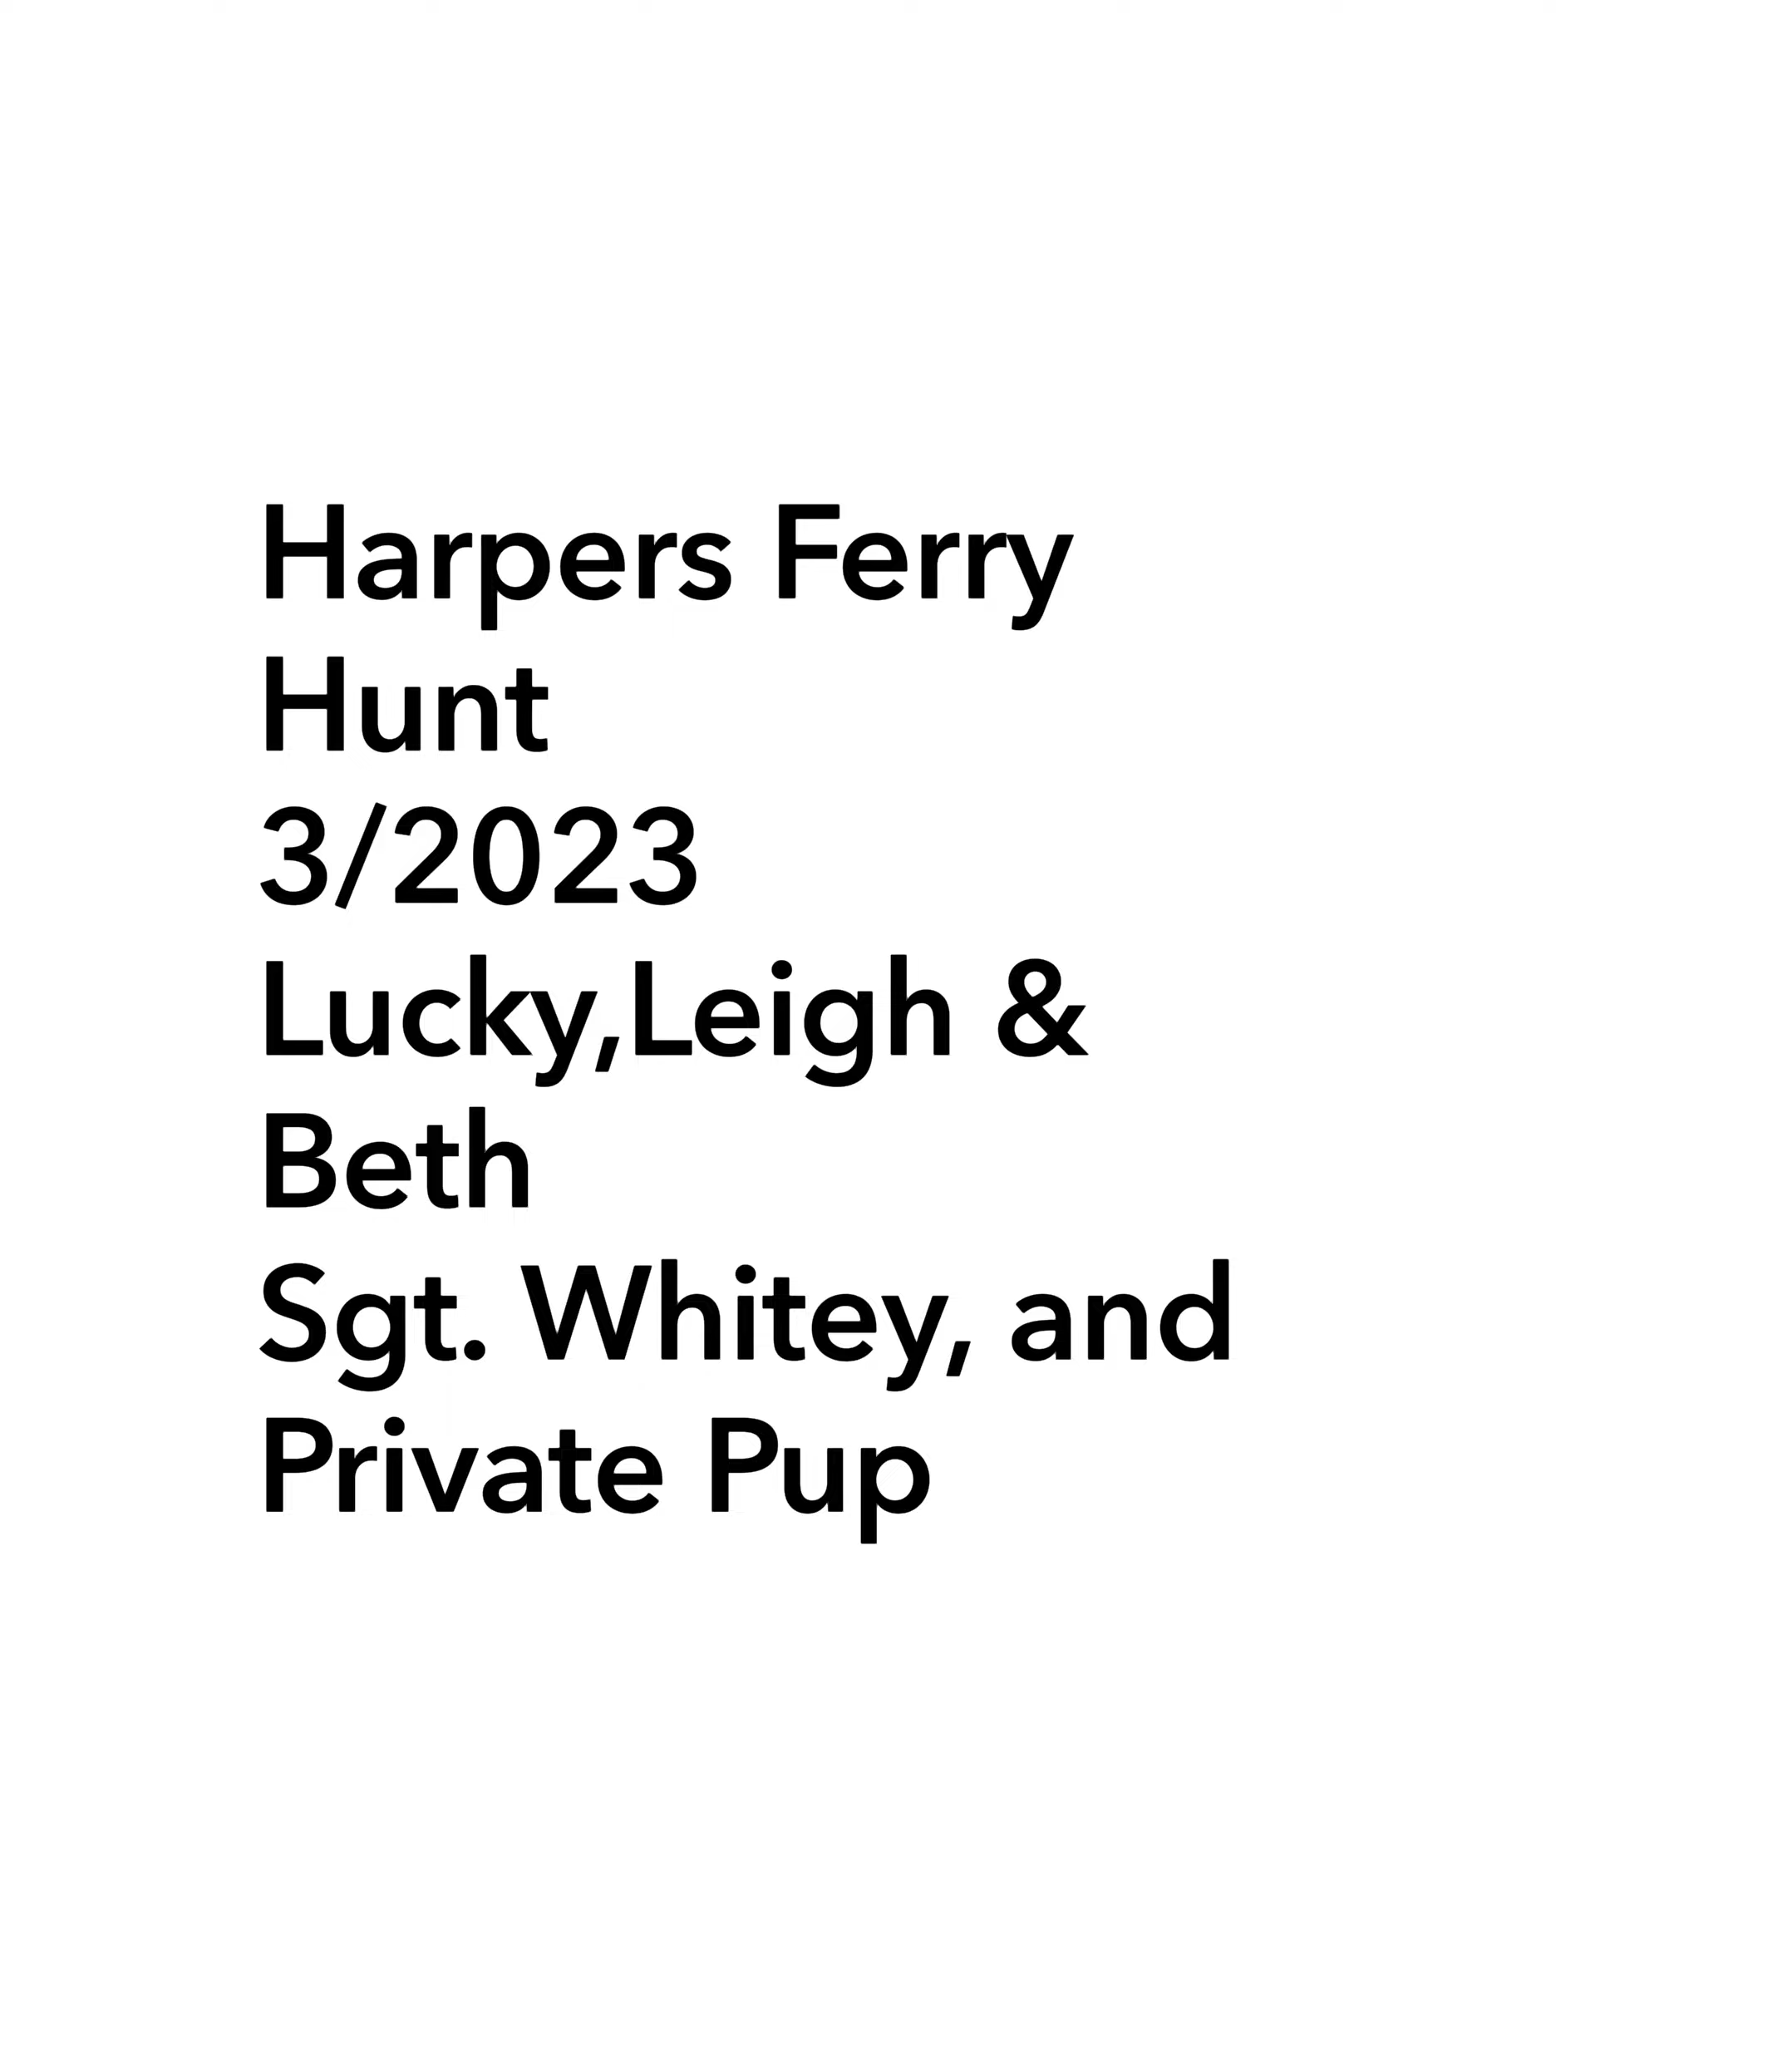 Harpers Ferry
Hunt
3/2023
Lucky,Leigh &
Beth
Sgt. Whitey, and
Private Pup